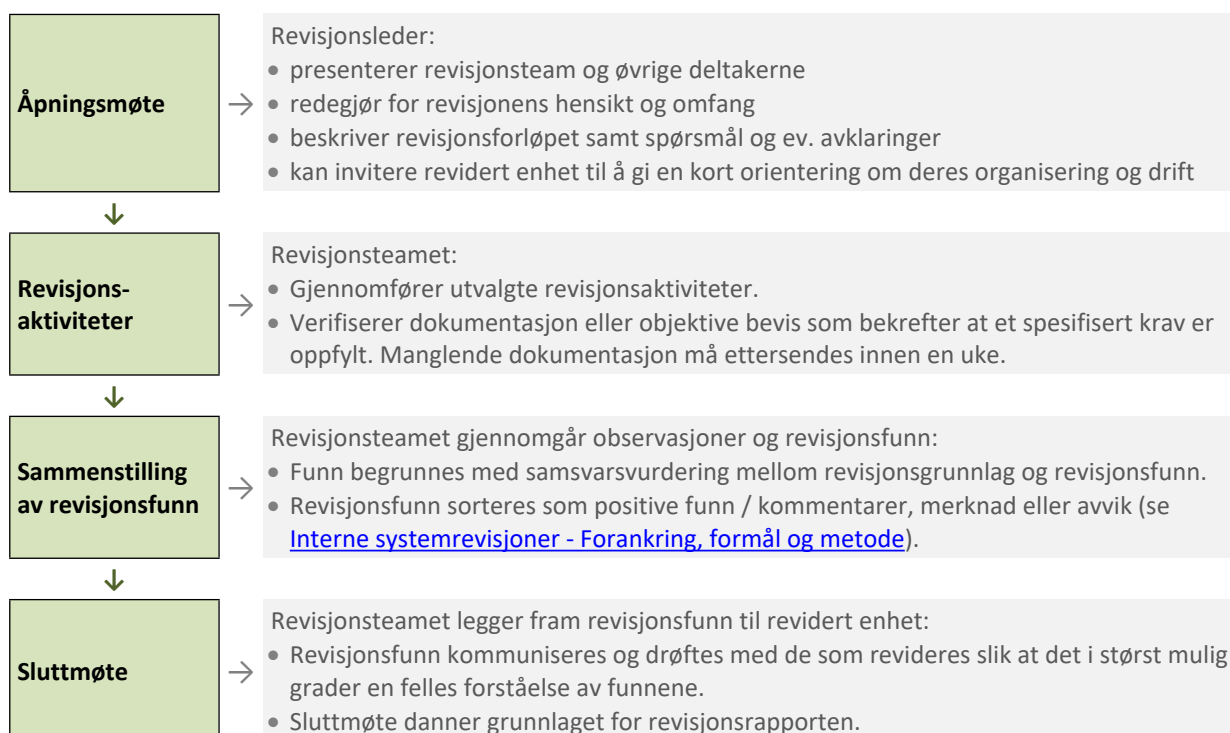 Åpningsmøte
→
Revisjonsleder:
• presenterer revisjonsteam og øvrige deltakerne
• redegjør for revisjonens hensikt og omfang
• beskriver revisjonsforløpet samt spørsmål og ev. avklaringer
• kan invitere revidert enhet til å gi en kort orientering om deres organisering og drift
↓
Revisjons-
aktiviteter
→
Revisjonsteamet:
• Gjennomfører utvalgte revisjonsaktiviteter.
• Verifiserer dokumentasjon eller objektive bevis som bekrefter at et spesifisert krav er
oppfylt. Manglende dokumentasjon må ettersendes innen en uke.
↓
Sammenstilling
av revisjonsfunn
→
Revisjonsteamet gjennomgår observasjoner og revisjonsfunn:
• Funn begrunnes med samsvarsvurdering mellom revisjonsgrunnlag og revisjonsfunn.
• Revisjonsfunn sorteres som positive funn / kommentarer, merknad eller avvik (se
Interne systemrevisjoner - Forankring, formål og metode).
↓
Sluttmøte
→
Revisjonsteamet legger fram revisjonsfunn til revidert enhet:
• Revisjonsfunn kommuniseres og drøftes med de som revideres slik at det i størst mulig
grader en felles forståelse av funnene.
• Sluttmøte danner grunnlaget for revisjonsrapporten.